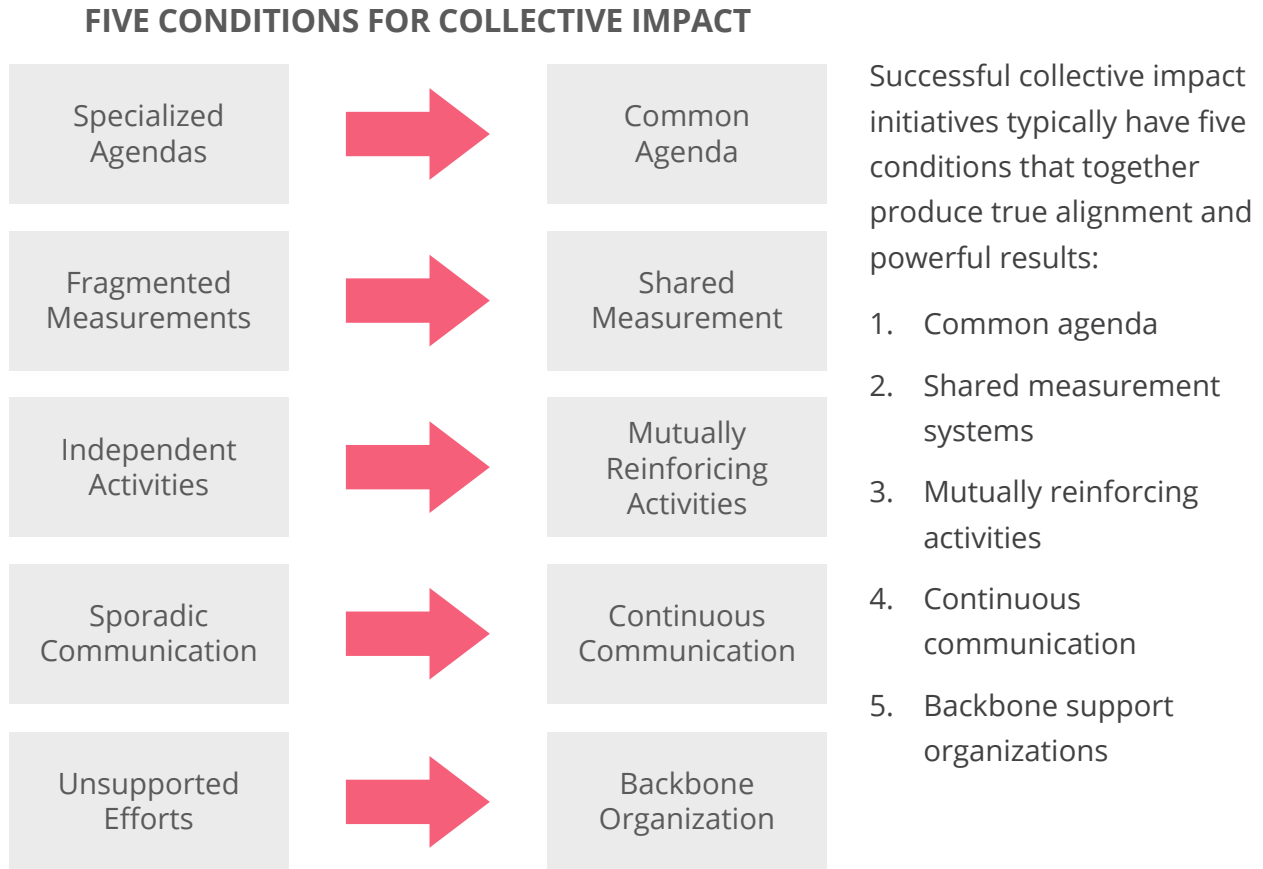 FIVE CONDITIONS FOR COLLECTIVE IMPACT
Specialized
Agendas
Common
Agenda
Fragmented
Measurements
Shared
Measurement
Independent
Activities
Mutually
Reinforicing
Activities
Sporadic
Communication
Continuous
Communication
Unsupported
Efforts
Backbone
Organization
Successful collective impact
initiatives typically have five
conditions that together
produce true alignment and
powerful results:
1. Common agenda
2. Shared measurement
systems
3. Mutually reinforcing
activities
4. Continuous
communication
5. Backbone support
organizations